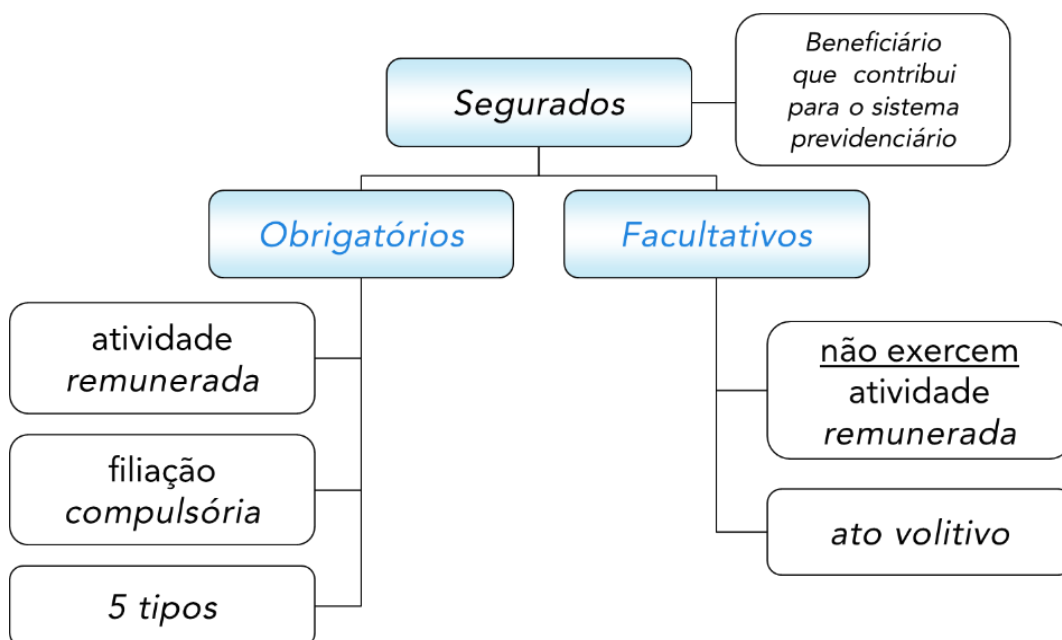 Segurados
Beneficiário
que contribui
para o sistema
previdenciário
Obrigatórios
Facultativos
atividade
remunerada
filiação
compulsória
5 tipos
não exercem
atividade
remunerada
ato volitivo